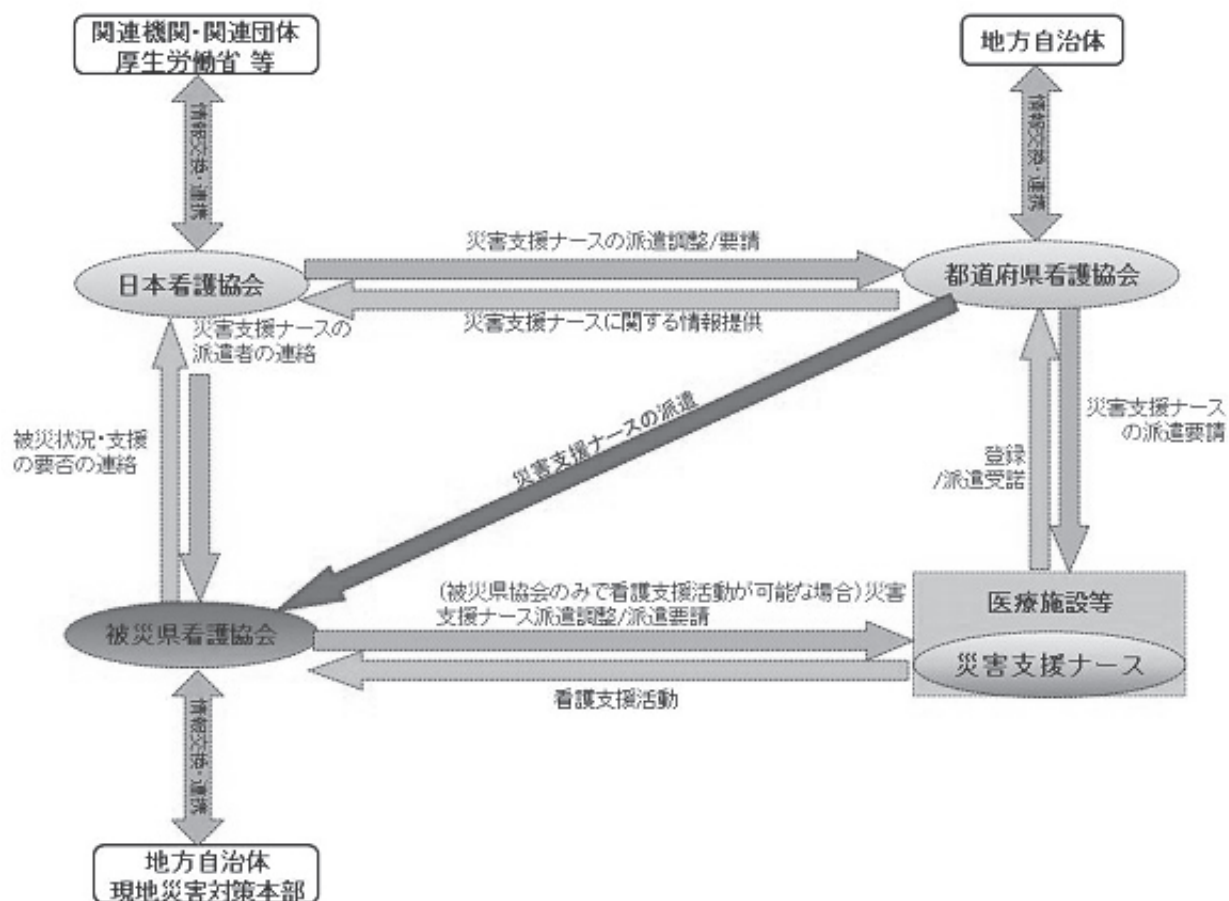 関連機関・関連団体
厚生労働省 等
地方自治体
情報交換・連携
情報交換・連携
災害支援ナースの派遣調整/要請
日本看護協会
都道府県看護協会
災害支援ナースに関する情報提供
災害支援ナースの
派遣者の連絡
災害支援ナースの派遣
被災状況・支援
の要否の連絡
災害支援ナース
の派遣要請
登録
/派遣受諾
(被災県協会のみで看護支援活動が可能な場合)災害
支援ナース派遣調整/派遣要請
医療施設等
被災県看護協会
災害支援ナース
看護支援活動
情報交換・連携
地方自治体
現地災害対策本部